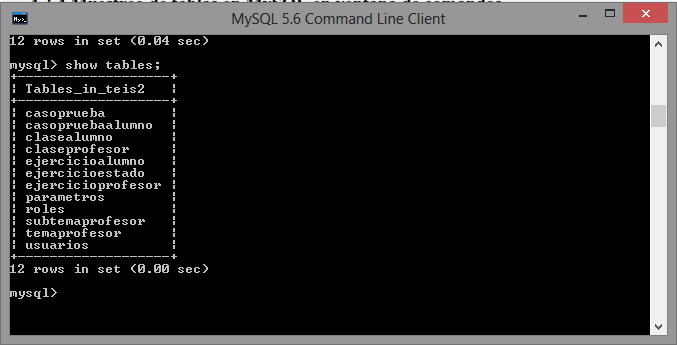 MySQL 5.6 Command Line Client
12 rows in set (0.04 sec)
mysql> show tables;
+--------------------+
¦ Tables_in_teis2 ¦
+--------------------+
¦ casoprueba ¦
¦ casopruebaalumno ¦
¦ clasealumno ¦
¦ claseprofesor ¦
¦ ejercicioalumno ¦
¦ ejercicioestado ¦
¦ ejercicioprofesor ¦
¦ parametros ¦
¦ roles ¦
¦ subtemaprofesor ¦
¦ temaprofesor ¦
¦ usuarios ¦
+--------------------+
12 rows in set (0.00 sec)
mysql>